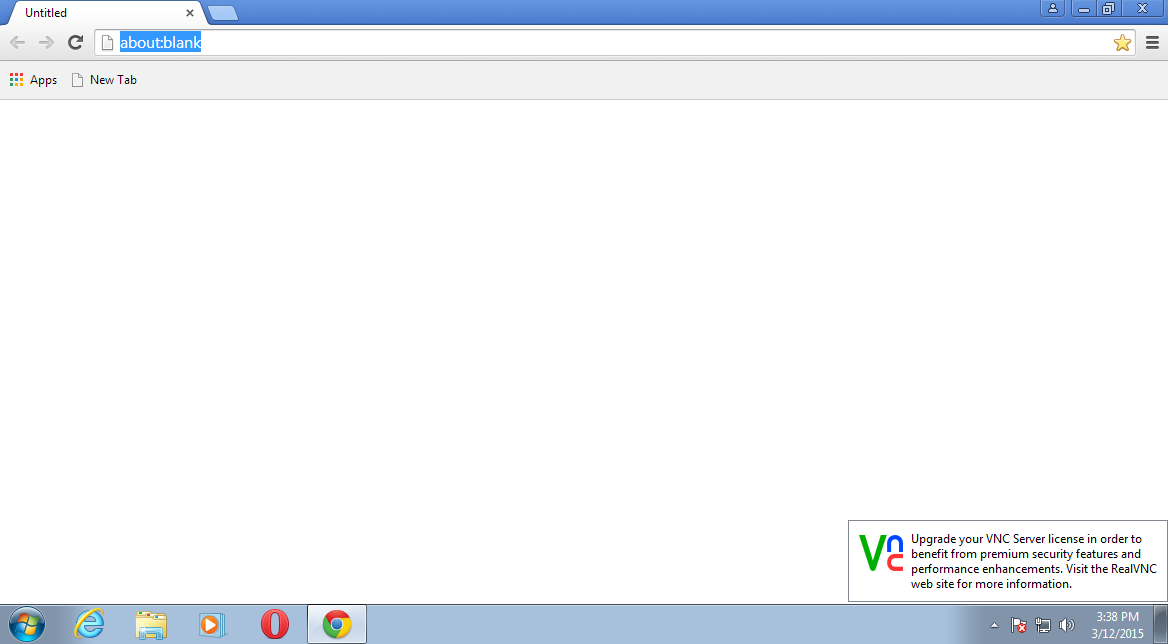 Untitled
about:blank
Apps
New Tab
VNC
Upgrade your VNC Server license in order to
benefit from premium security features and
performance enhancements. Visit the RealVNC
web site for more information.
3:38 PM
3/12/2015